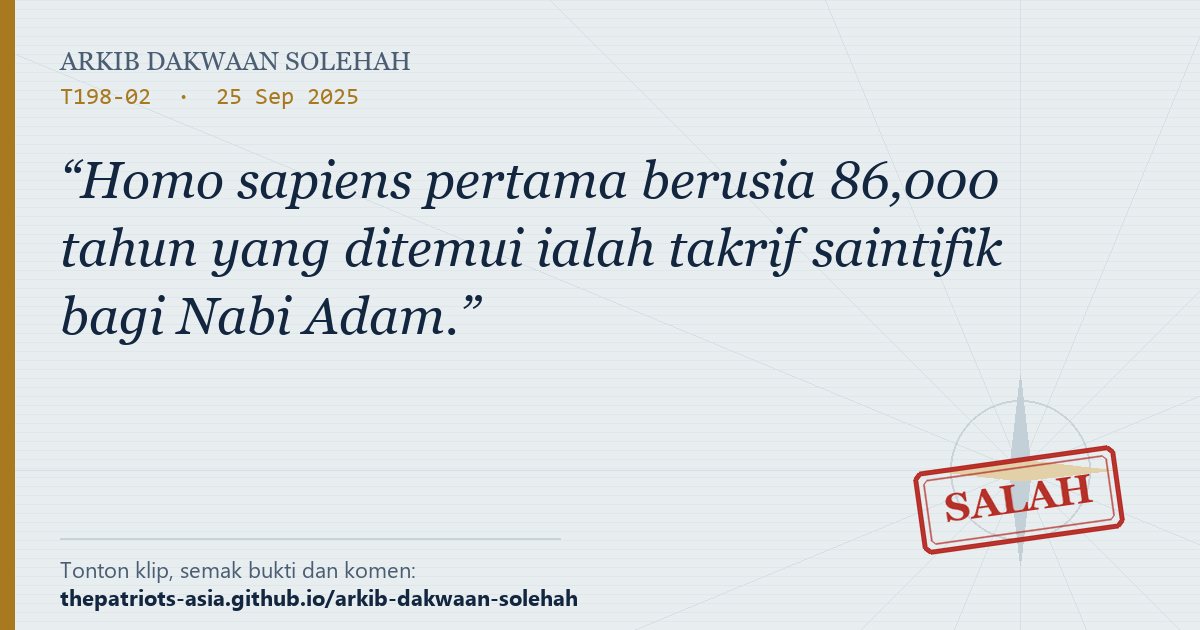 ARKIB DAKWAAN SOLEHAH
T198-02 · 25 Sep 2025
“Homo sapiens pertama berusia 86,000
tahun yang ditemui ialah takrif saintifik
bagi Nabi Adam.”
SALAH
Tonton klip, semak bukti dan komen:
thepatriots-asia.github.io/arkib-dakwaan-solehah